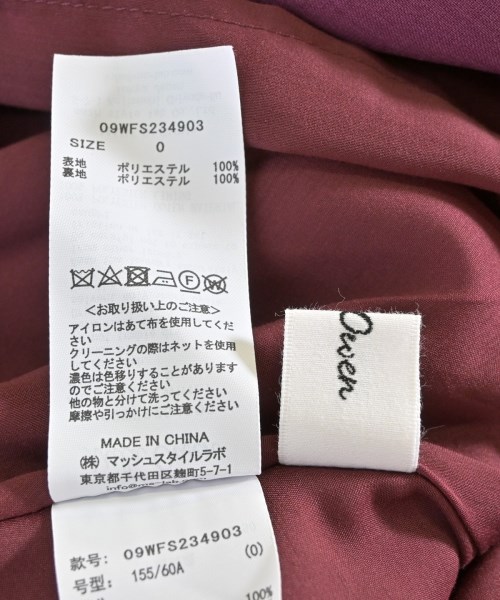 09WFS234903
SIZE 0
表地 ポリエステル 100%
裏地 ポリエステル 100%
<お取り扱い上のご注意>
アイロンはあて布を使用してくだ
さい
クリーニングの際はネットを使用
してください
濃色は色移りすることがあります
のでご注意ください
他の物と分けて洗ってください
摩擦や引っかけにご注意ください
MADE IN CHINA
(株) マッシュスタイルラボ
東京都千代田区麹町5-7-1
Owen
款号: 09WFS234903
号型: 155/60A (0)
100%